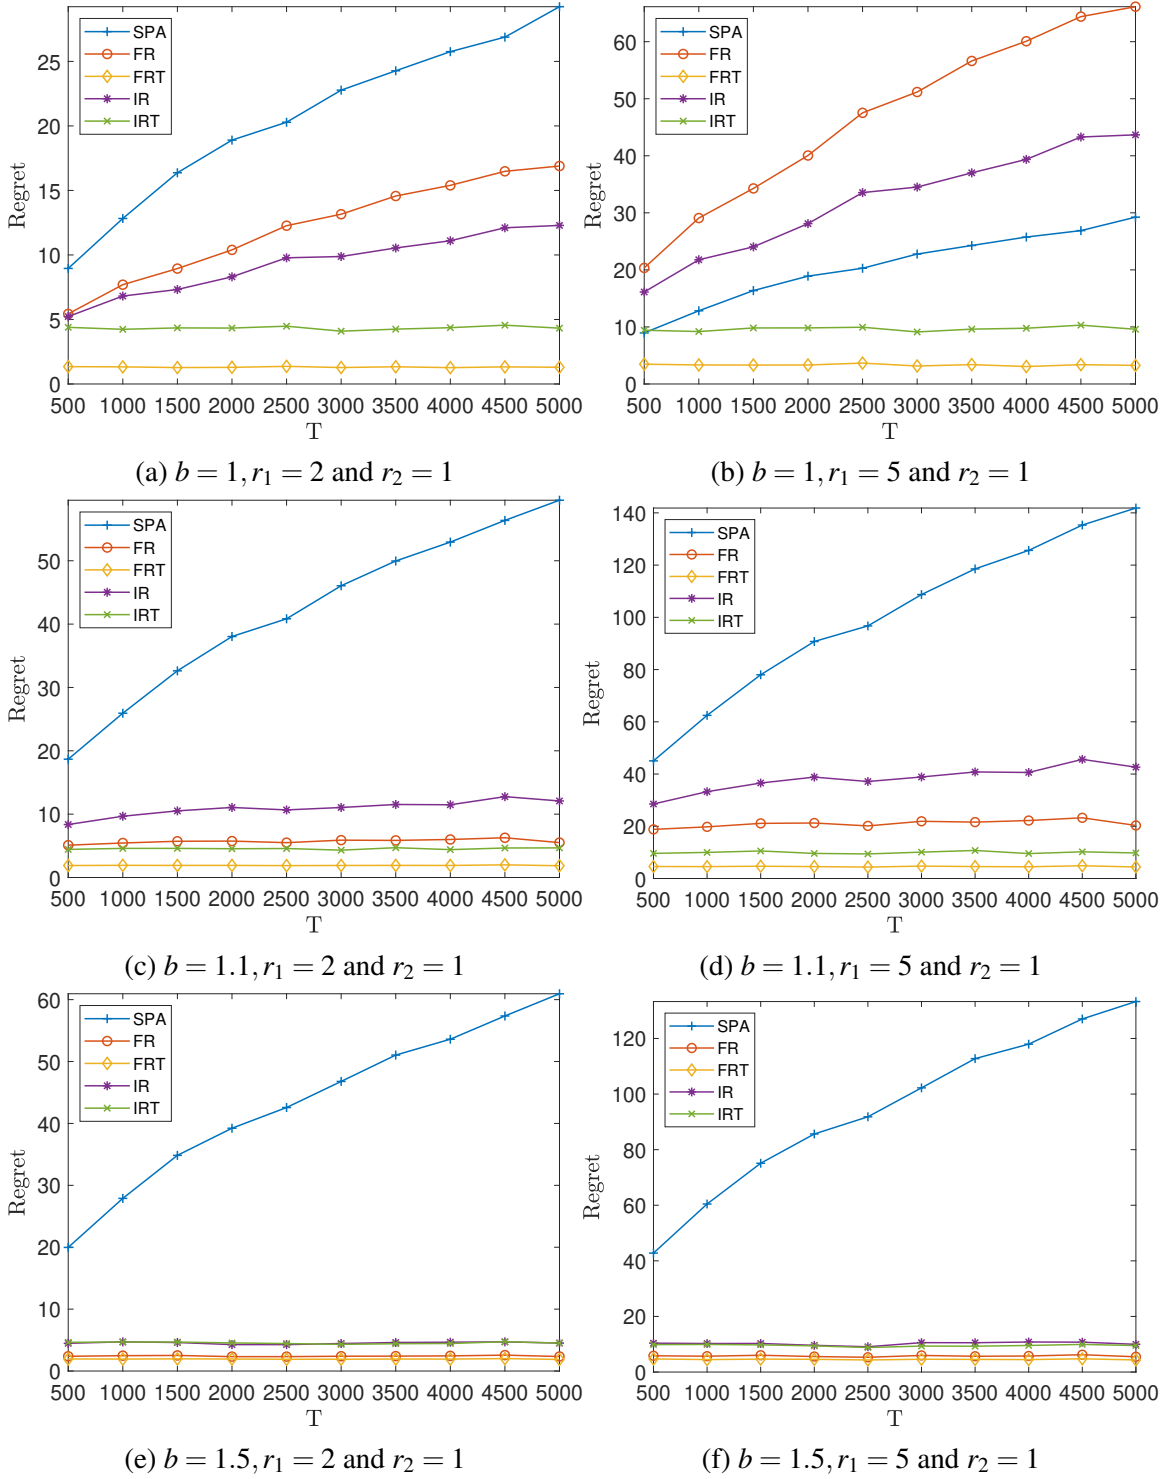 SPA
FR
FRT
IR
IRT
25
20
15
10
5
0
Regret
500 1000 1500 2000 2500 3000 3500 4000 4500 5000
T
(a) b = 1, r₁ = 2 and r₂ = 1
SPA
FR
FRT
IR
IRT
60
50
40
30
20
10
0
Regret
500 1000 1500 2000 2500 3000 3500 4000 4500 5000
T
(b) b = 1, r₁ = 5 and r₂ = 1
SPA
FR
FRT
IR
IRT
50
40
30
20
10
0
Regret
500 1000 1500 2000 2500 3000 3500 4000 4500 5000
T
(c) b = 1.1, r₁ = 2 and r₂ = 1
SPA
FR
FRT
IR
IRT
140
120
100
80
60
40
20
0
Regret
500 1000 1500 2000 2500 3000 3500 4000 4500 5000
T
(d) b = 1.1, r₁ = 5 and r₂ = 1
SPA
FR
FRT
IR
IRT
60
50
40
30
20
10
0
Regret
500 1000 1500 2000 2500 3000 3500 4000 4500 5000
T
(e) b = 1.5, r₁ = 2 and r₂ = 1
SPA
FR
FRT
IR
IRT
120
100
80
60
40
20
0
Regret
500 1000 1500 2000 2500 3000 3500 4000 4500 5000
T
(f) b = 1.5, r₁ = 5 and r₂ = 1